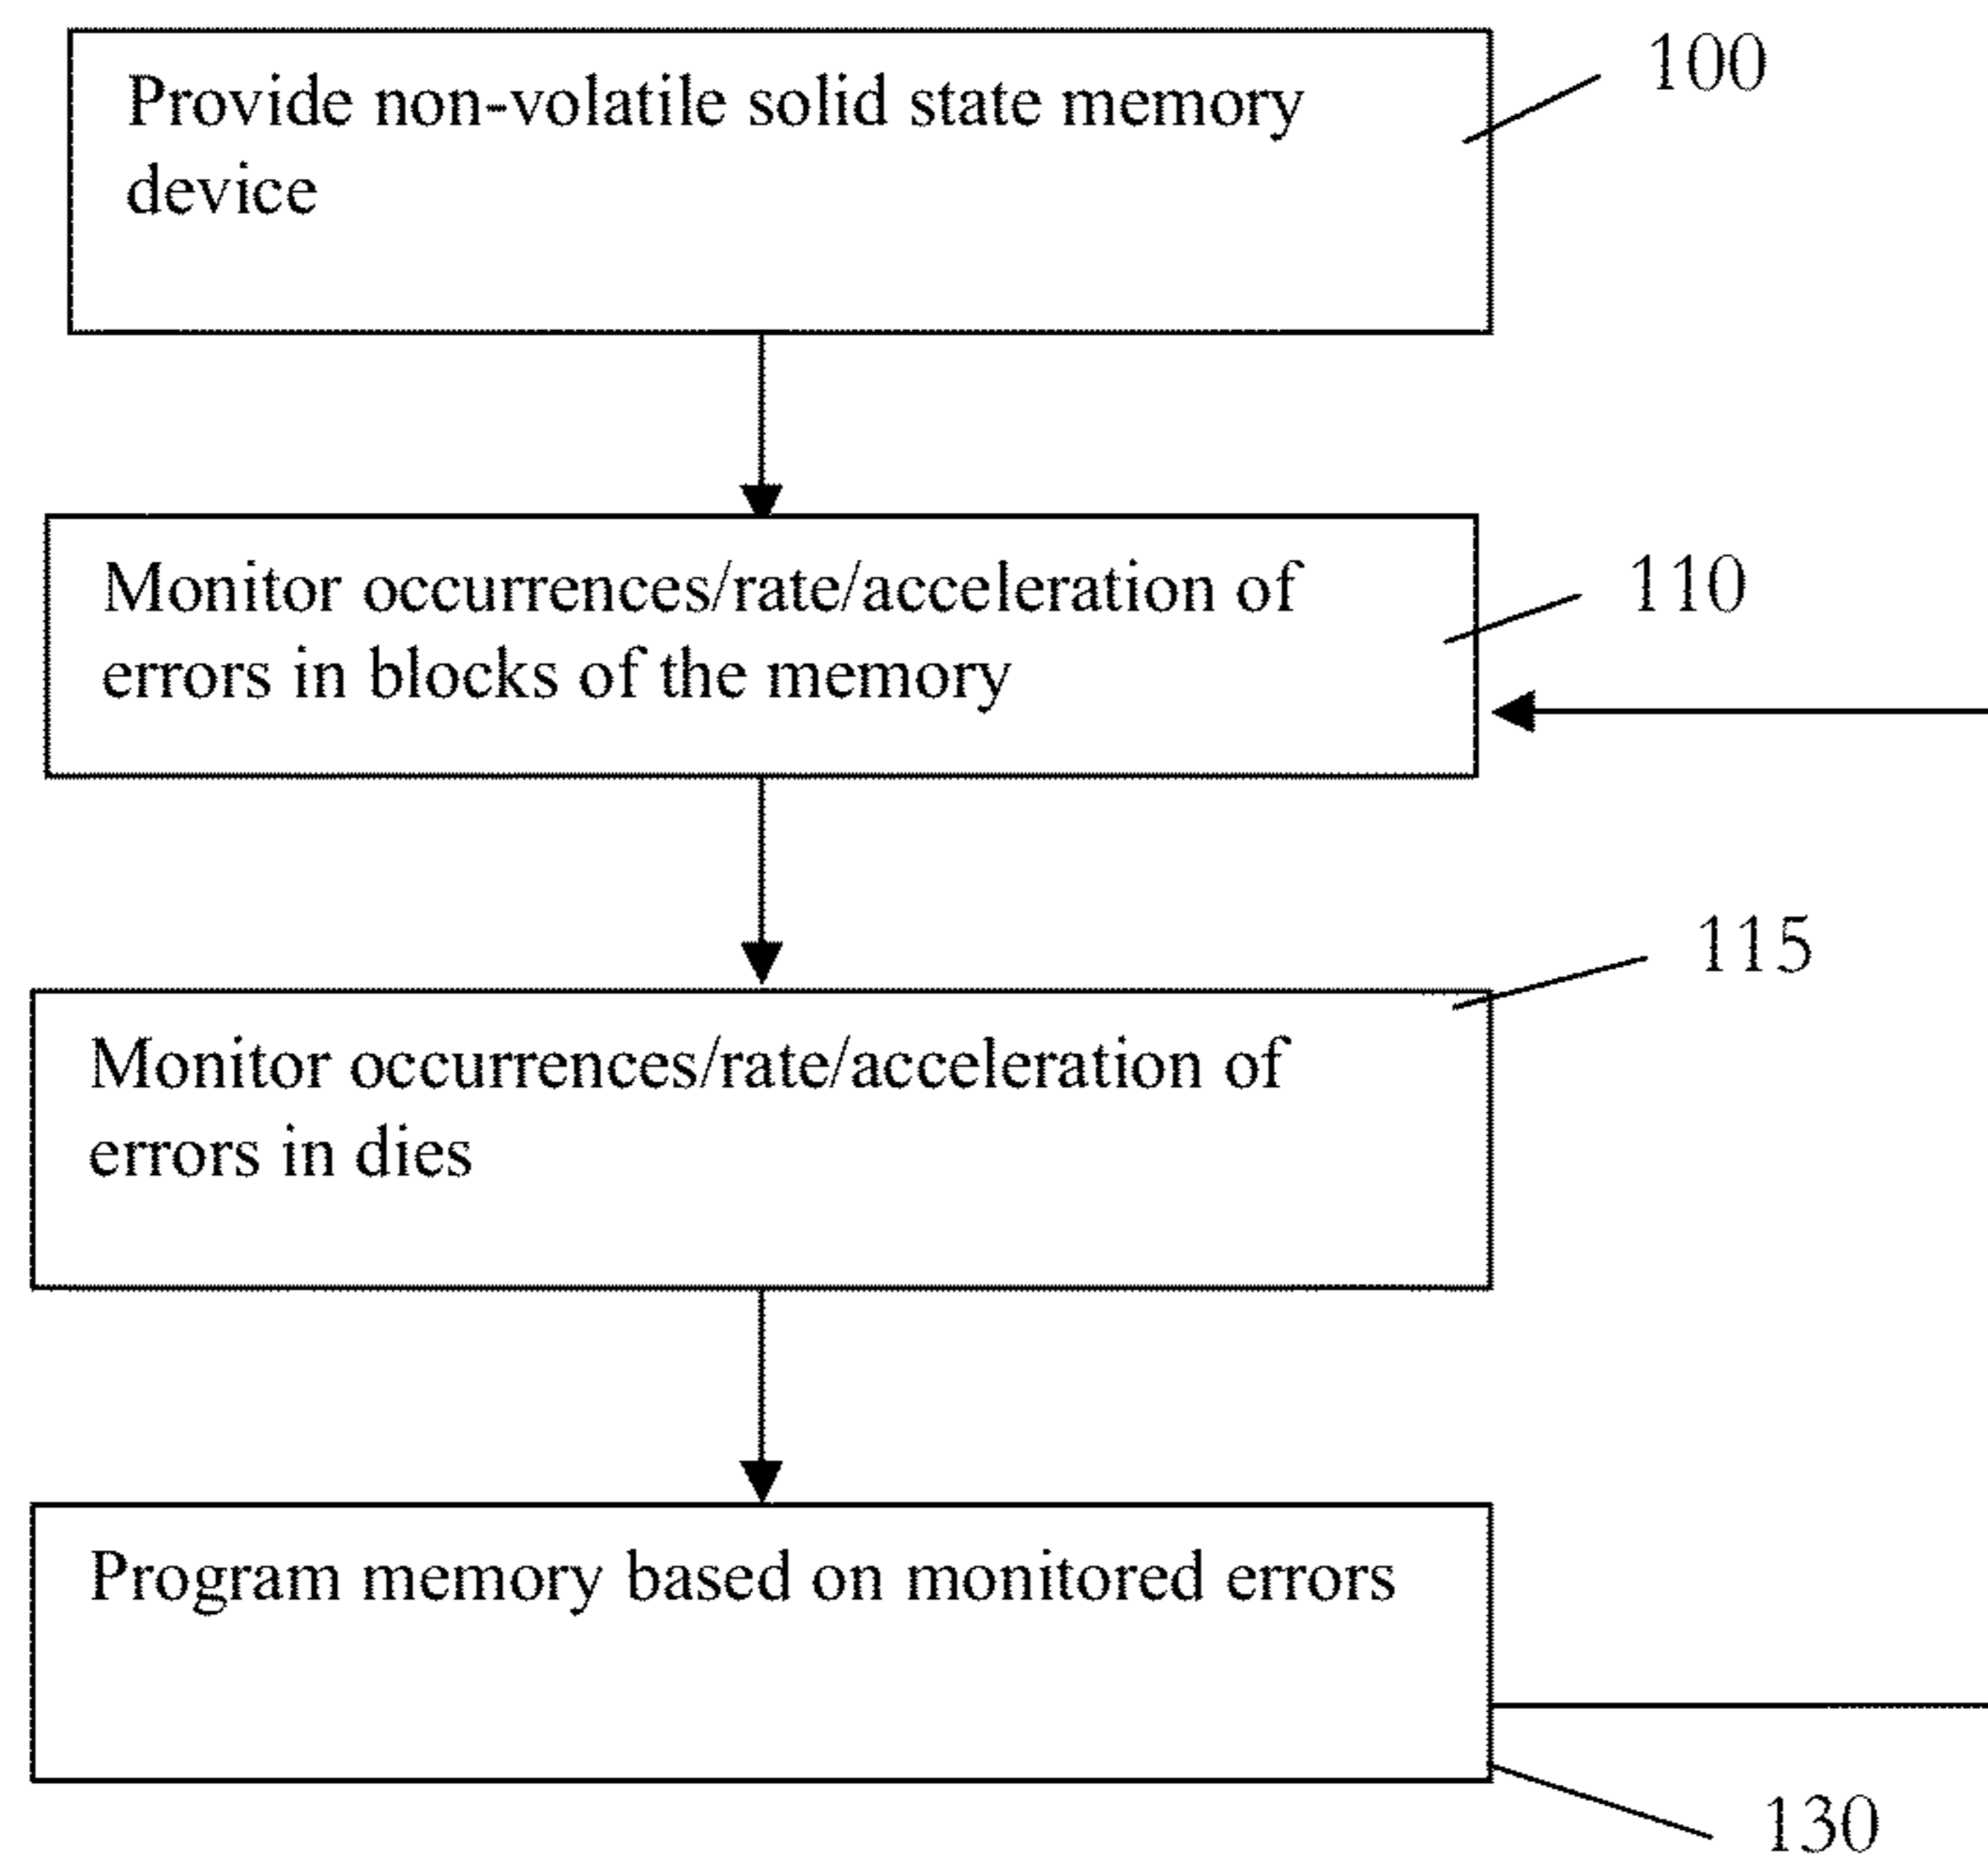 Provide non-volatile solid state memory
device
100
Monitor occurrences/rate/acceleration of
errors in blocks of the memory
110
Monitor occurrences/rate/acceleration of
errors in dies
115
Program memory based on monitored errors
130